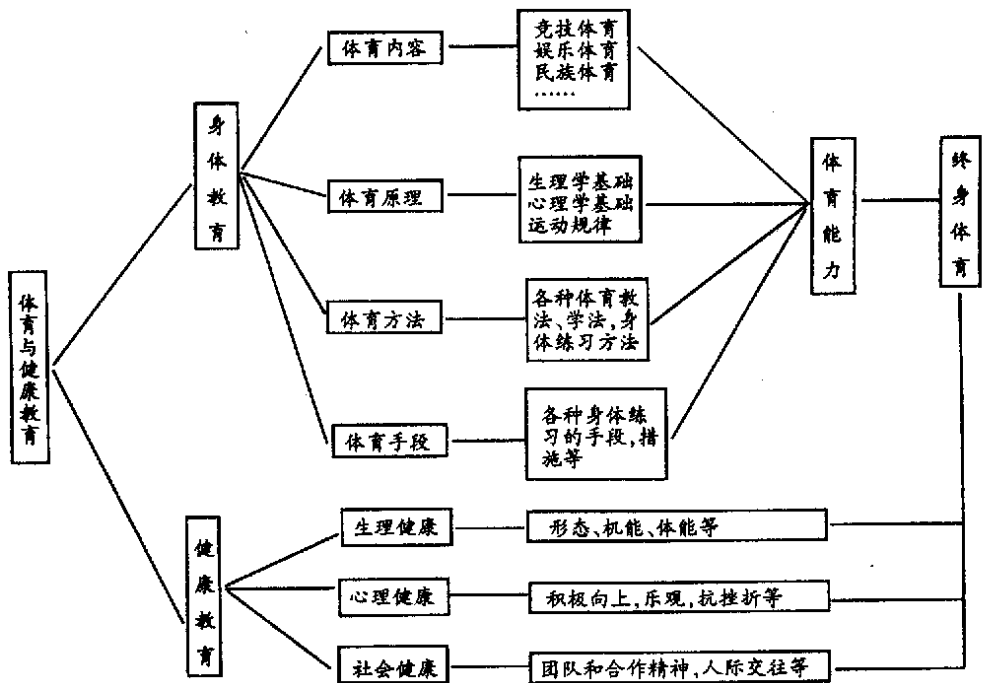 体育与健康教育
身体教育
体育内容
竞技体育
娱乐体育
民族体育
······
体育原理
生理学基础
心理学基础
运动规律
体育方法
各种体育教
法、学法，身
体练习方法
体育手段
各种身体练
习的手段，措
施等
体育能力
终身体育
健康教育
生理健康
形态、机能、体能等
心理健康
积极向上，乐观，抗挫折等
社会健康
团队和合作精神，人际交往等